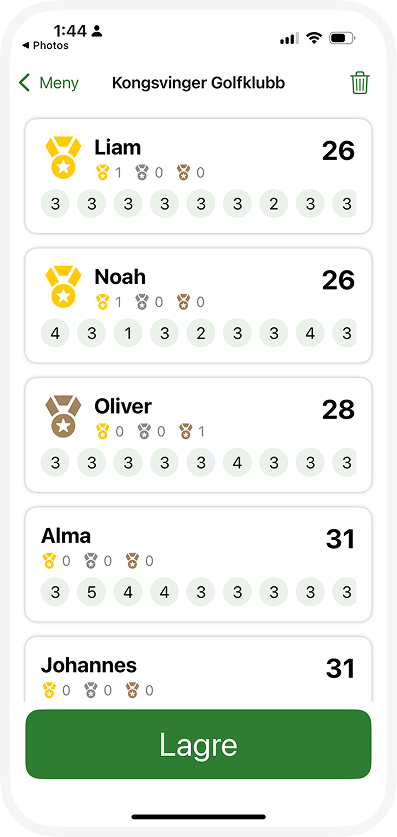 1:44
◀ Photos
Meny
Kongsvinger Golfklubb
Liam
26
1 0 0
3 3 3 3 3 3 2 3 3
Noah
26
1 0 0
4 3 1 3 2 3 3 4 3
Oliver
28
0 0 1
3 3 3 3 3 4 3 3 3
Alma
31
0 0 0
3 5 4 4 3 3 3 3 3
Johannes
31
0 0 0
Lagre